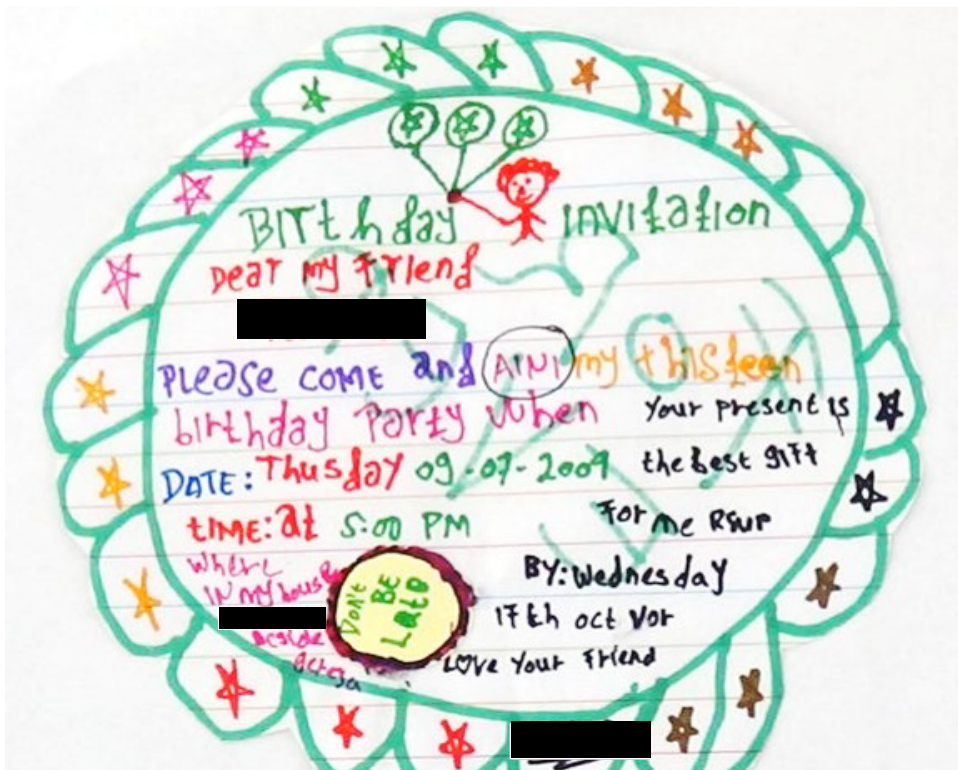 BITthday INVItatION
Dear my Friend
Please COME and AINI my thisteen
birthday Party when
DATE: Thusday 09-07-2009
tIME: at 5:00 PM
Where
IN my house
Beside
Don't
BE
Late
Your present is
the best gift
For me RSVP
BY: Wednesday
17th oct
Love Your Friend